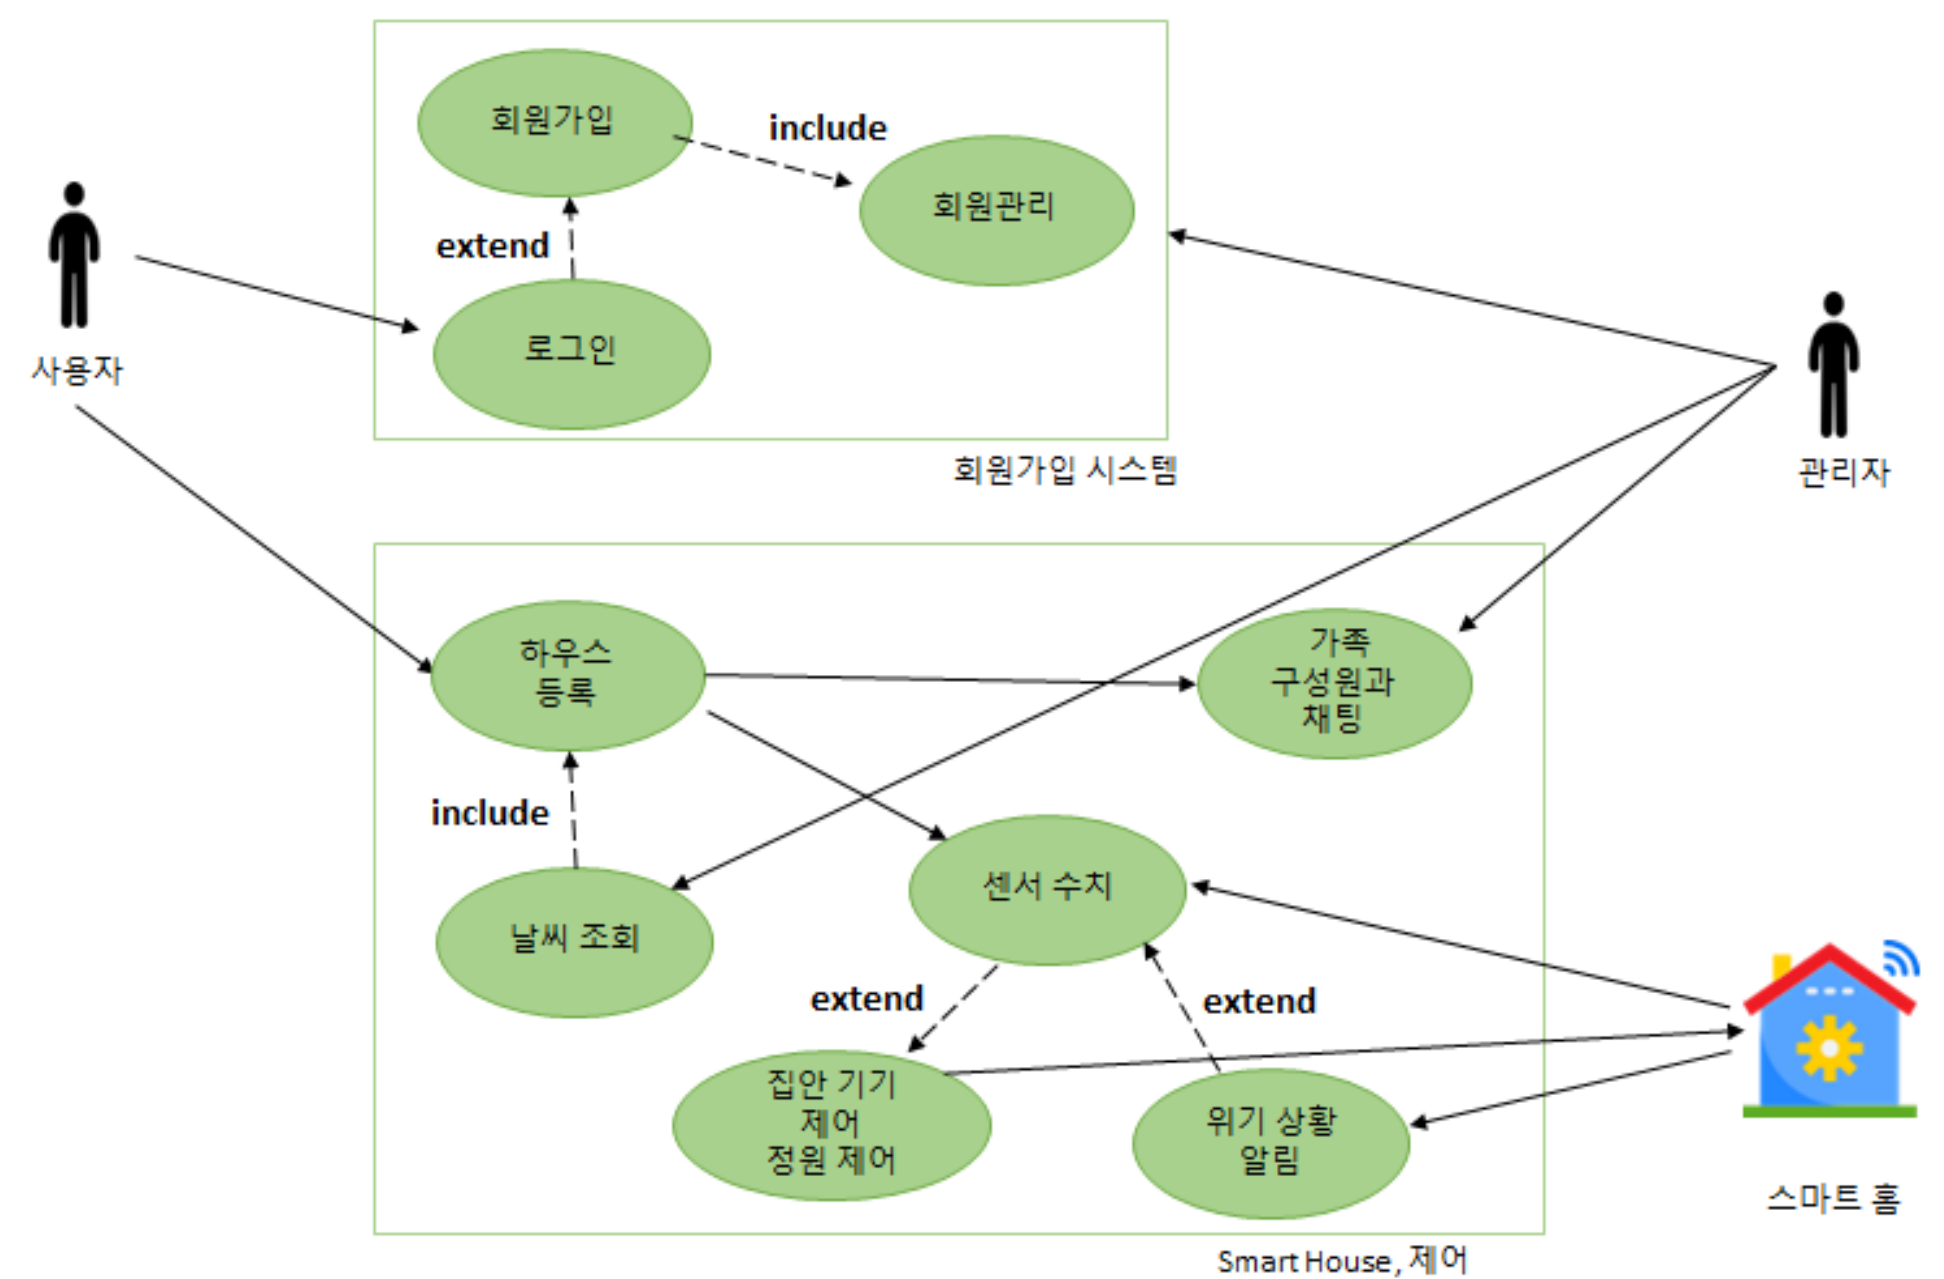 회원가입
include
회원관리
extend
로그인
사용자
회원가입 시스템
관리자
하우스
등록
가족
구성원과
채팅
include
센서 수치
날씨 조회
extend
extend
집안 기기
제어
정원 제어
위기 상황
알림
스마트 홈
Smart House, 제어